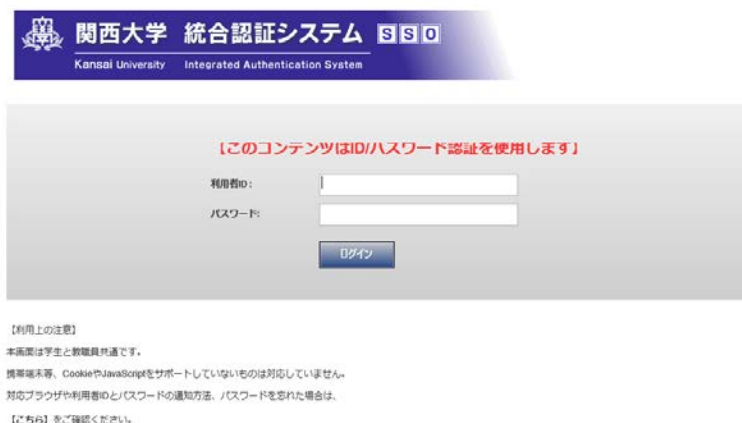 関西大学 統合認証システム SSO
Kansai University Integrated Authentication System
【このコンテンツはID/パスワード認証を使用します】
利用者ID:
パスワード:
ログイン
【利用上の注意】
本画面は学生と教職員共通です。
携帯端末等、CookieやJavaScriptをサポートしていないものは対応していません。
対応ブラウザや利用者IDとパスワードの通知方法、パスワードを忘れた場合は、
【こちら】をご確認ください。